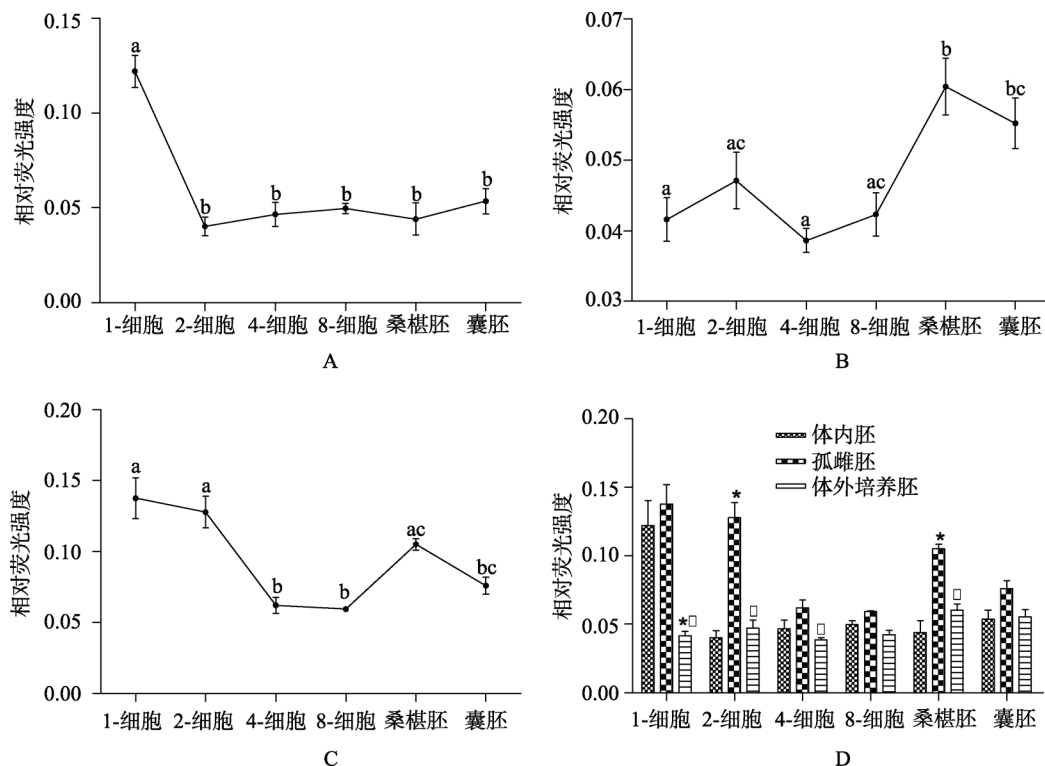 0.15
0.10
0.05
0.00
相对荧光强度
a
b
b
b
b
b
1-细胞 2-细胞 4-细胞 8-细胞 桑椹胚 囊胚
A
0.07
0.06
0.05
0.04
0.03
相对荧光强度
a
ac
a
ac
b
bc
1-细胞 2-细胞 4-细胞 8-细胞 桑椹胚 囊胚
B
0.20
0.15
0.10
0.05
0.00
相对荧光强度
a
a
b
b
ac
bc
1-细胞 2-细胞 4-细胞 8-细胞 桑椹胚 囊胚
C
0.20
0.15
0.10
0.05
0.00
相对荧光强度
体内胚
孤雌胚
体外培养胚
*▯
*
▯
▯
*
▯
1-细胞 2-细胞 4-细胞 8-细胞 桑椹胚 囊胚
D